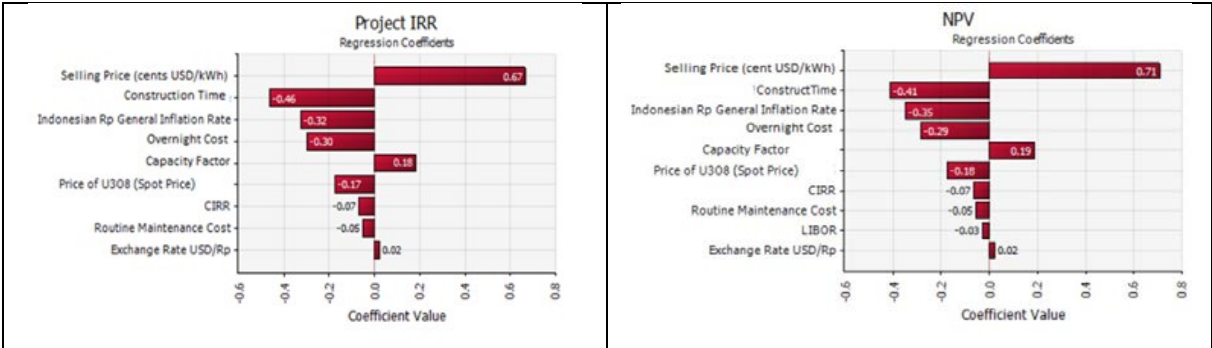 Project IRR
Regression Coefficients
Selling Price (cents USD/kWh)
0.67
Construction Time
-0.46
Indonesian Rp General Inflation Rate
-0.32
Overnight Cost
-0.30
Capacity Factor
0.18
Price of U308 (Spot Price)
-0.17
CIRR
-0.07
Routine Maintenance Cost
-0.05
Exchange Rate USD/Rp
0.02
-0.6 -0.4 -0.2 0.0 0.2 0.4 0.6 0.8
Coefficient Value
NPV
Regression Coefficients
Selling Price (cent USD/kWh)
0.71
ConstructTime
-0.41
Indonesian Rp General Inflation Rate
-0.35
Overnight Cost
-0.29
Capacity Factor
0.19
Price of U308 (Spot Price)
-0.18
CIRR
-0.07
Routine Maintenance Cost
-0.05
LIBOR
-0.03
Exchange Rate USD/Rp
0.02
-0.6 -0.4 -0.2 0.0 0.2 0.4 0.6 0.8
Coefficient Value